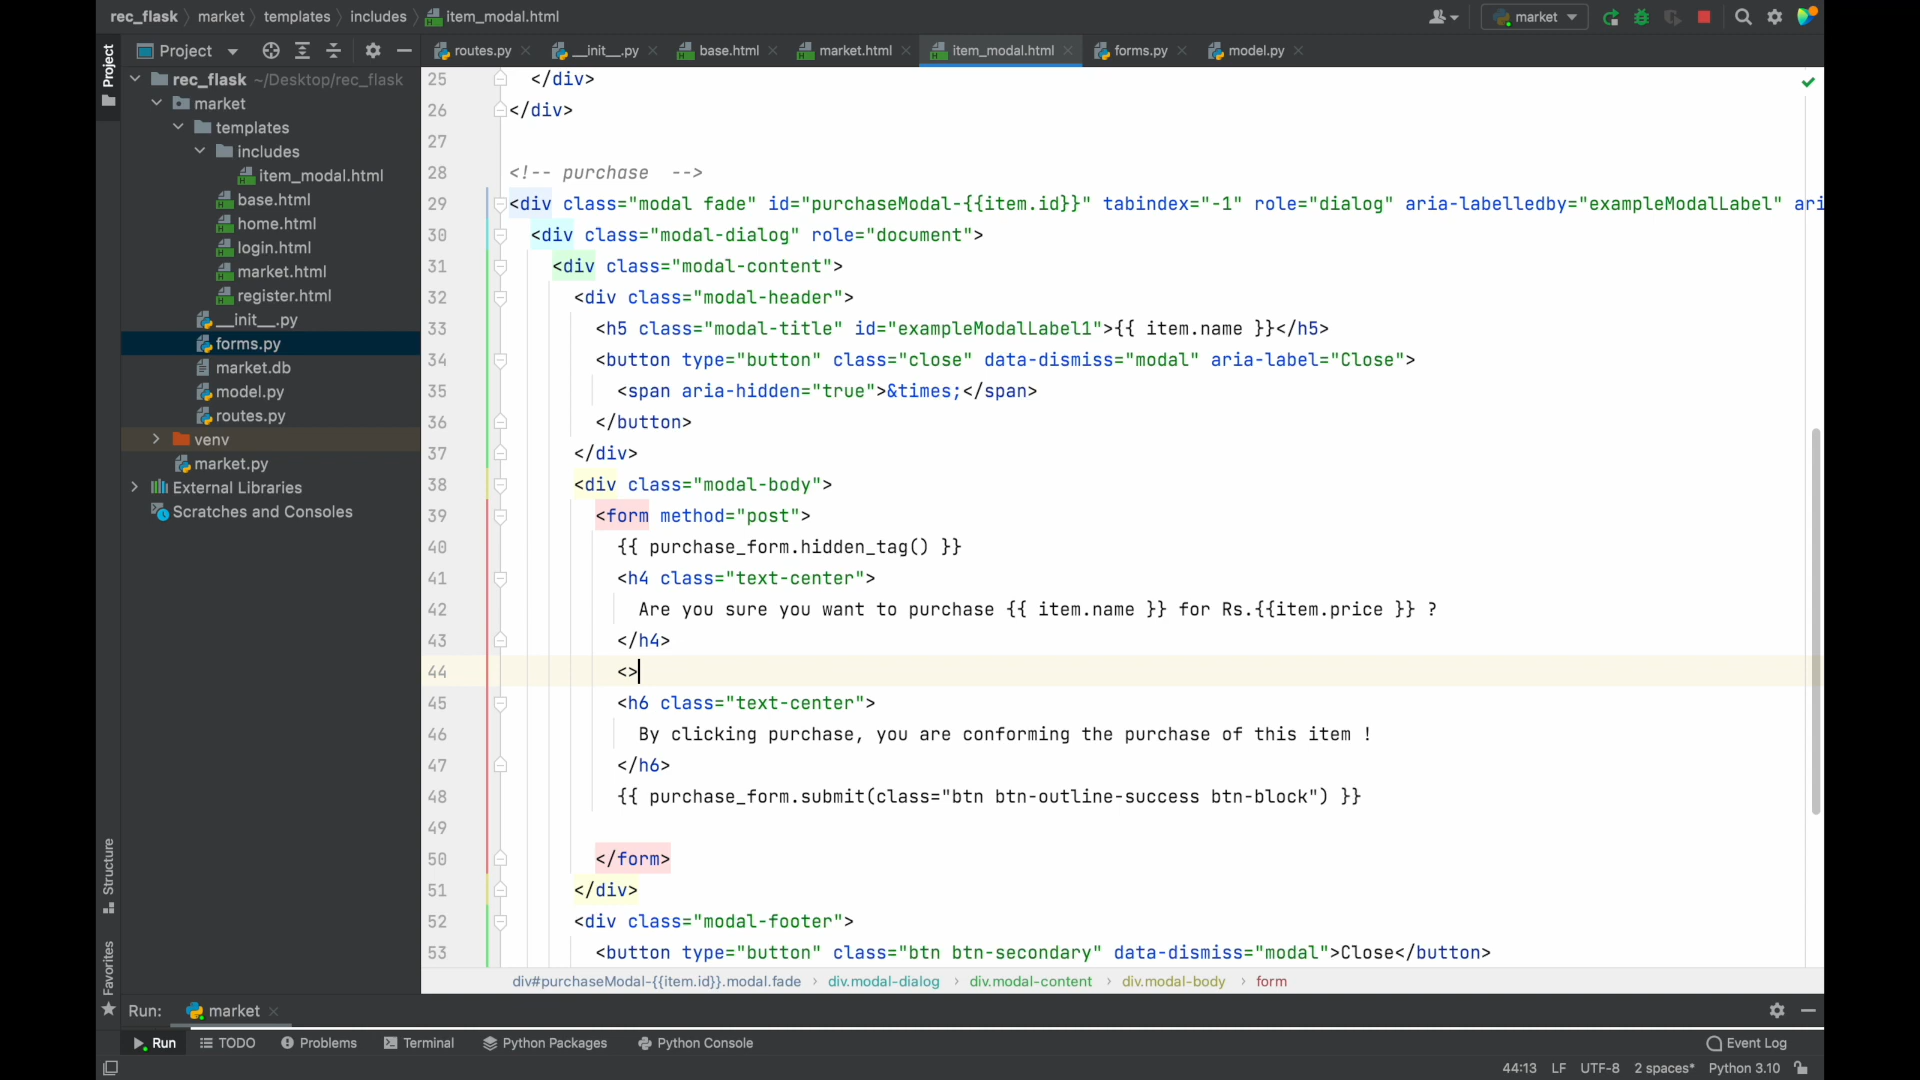 rec_flask market templates includes item_modal.html
market
Project
routes.py __init__.py base.html market.html item_modal.html forms.py model.py
Project
rec_flask ~/Desktop/rec_flask
market
templates
includes
item_modal.html
base.html
home.html
login.html
market.html
register.html
__init__.py
forms.py
market.db
model.py
routes.py
venv
market.py
External Libraries
Scratches and Consoles
Structure
Favorites
25 </div>
26 </div>
27
28 <!-- purchase  -->
29 <div class="modal fade" id="purchaseModal-{{item.id}}" tabindex="-1" role="dialog" aria-labelledby="exampleModalLabel" ari
30 <div class="modal-dialog" role="document">
31 <div class="modal-content">
32 <div class="modal-header">
33 <h5 class="modal-title" id="exampleModalLabel1">{{ item.name }}</h5>
34 <button type="button" class="close" data-dismiss="modal" aria-label="Close">
35 <span aria-hidden="true">&times;</span>
36 </button>
37 </div>
38 <div class="modal-body">
39 <form method="post">
40 {{ purchase_form.hidden_tag() }}
41 <h4 class="text-center">
42 Are you sure you want to purchase {{ item.name }} for Rs.{{item.price }} ?
43 </h4>
44 <>
45 <h6 class="text-center">
46 By clicking purchase, you are conforming the purchase of this item !
47 </h6>
48 {{ purchase_form.submit(class="btn btn-outline-success btn-block") }}
49
50 </form>
51 </div>
52 <div class="modal-footer">
53 <button type="button" class="btn btn-secondary" data-dismiss="modal">Close</button>
div#purchaseModal-{{item.id}}.modal.fade › div.modal-dialog › div.modal-content › div.modal-body › form
Run: market
Run TODO Problems Terminal Python Packages Python Console Event Log
44:13 LF UTF-8 2 spaces* Python 3.10